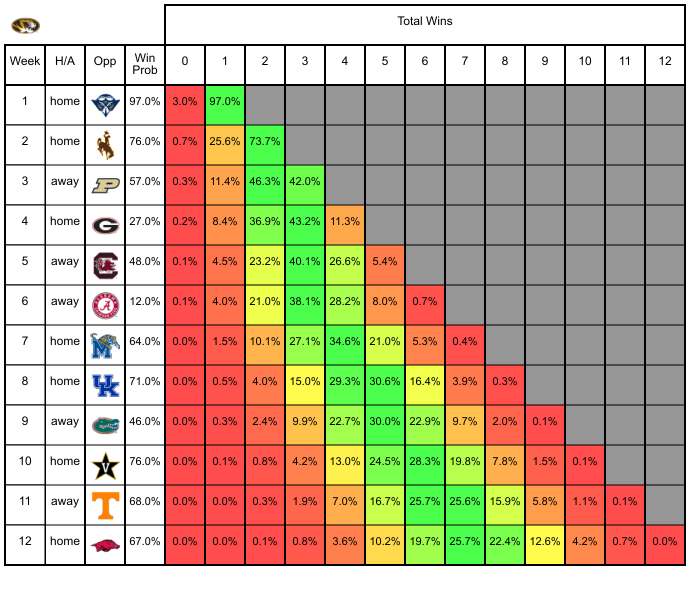 Total Wins
Week H/A Opp Win Prob 0 1 2 3 4 5 6 7 8 9 10 11 12
1 home 97.0% 3.0% 97.0%
2 home 76.0% 0.7% 25.6% 73.7%
3 away P 57.0% 0.3% 11.4% 46.3% 42.0%
4 home G 27.0% 0.2% 8.4% 36.9% 43.2% 11.3%
5 away C 48.0% 0.1% 4.5% 23.2% 40.1% 26.6% 5.4%
6 away A 12.0% 0.1% 4.0% 21.0% 38.1% 28.2% 8.0% 0.7%
7 home M 64.0% 0.0% 1.5% 10.1% 27.1% 34.6% 21.0% 5.3% 0.4%
8 home UK 71.0% 0.0% 0.5% 4.0% 15.0% 29.3% 30.6% 16.4% 3.9% 0.3%
9 away 46.0% 0.0% 0.3% 2.4% 9.9% 22.7% 30.0% 22.9% 9.7% 2.0% 0.1%
10 home V 76.0% 0.0% 0.1% 0.8% 4.2% 13.0% 24.5% 28.3% 19.8% 7.8% 1.5% 0.1%
11 away T 68.0% 0.0% 0.0% 0.3% 1.9% 7.0% 16.7% 25.7% 25.6% 15.9% 5.8% 1.1% 0.1%
12 home 67.0% 0.0% 0.0% 0.1% 0.8% 3.6% 10.2% 19.7% 25.7% 22.4% 12.6% 4.2% 0.7% 0.0%